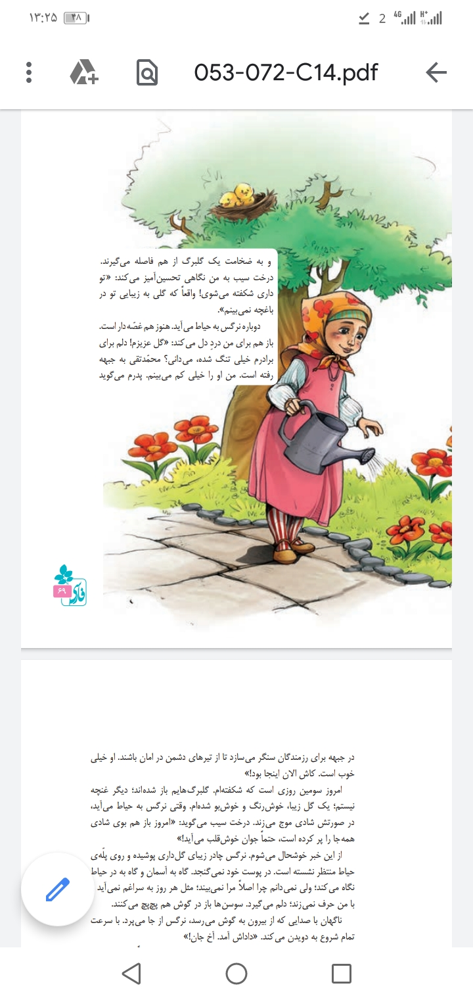 ۱۳:۲۵ ۴۸ 2 4G H+
053-072-C14.pdf
و به ضخامت یک گلبرگ از هم فاصله می‌گیرند.
درخت سیب به من نگاهی تحسین‌آمیز می‌کند: «تو
داری شکفته می‌شوی! واقعاً که گلی به زیبایی تو در
باغچه نمی‌بینم».
دوباره نرگس به حیاط می‌آید. هنوز هم غصّه‌دار است.
باز هم برای من دردِ دل می‌کند: «گل عزیزم! دلم برای
برادرم خیلی تنگ شده، می‌دانی؟ محمّدتقی به جبهه
رفته است. من او را خیلی کم می‌بینم. پدرم می‌گوید
فارسی
۶۹
در جبهه برای رزمندگان سنگر می‌سازد تا از تیرهای دشمن در امان باشند. او خیلی
خوب است. کاش الان اینجا بود!»
امروز سومین روزی است که شکفته‌ام. گلبرگ‌هایم باز شده‌اند؛ دیگر غنچه
نیستم؛ یک گل زیبا، خوش‌رنگ و خوش‌بو شده‌ام. وقتی نرگس به حیاط می‌آید،
در صورتش شادی موج می‌زند. درخت سیب می‌گوید: «امروز باز هم بوی شادی
همه‌جا را پر کرده است، حتماً جوان خوش‌قلب می‌آید!»
از این خبر خوشحال می‌شوم. نرگس چادر زیبای گل‌داری پوشیده و روی پلّه‌ی
حیاط منتظر نشسته است. در پوست خود نمی‌گنجد. گاه به آسمان و گاه به در حیاط
نگاه می‌کند؛ ولی نمی‌دانم چرا اصلاً مرا نمی‌بیند؛ مثل هر روز به سراغم نمی‌آید
با من حرف نمی‌زند؛ دلم می‌گیرد. سوسن‌ها باز در گوش هم پچ‌پچ می‌کنند.
ناگهان با صدایی که از بیرون به گوش می‌رسد، نرگس از جا می‌پرد. با سرعت
تمام شروع به دویدن می‌کند. «داداش آمد. آخ جان!»